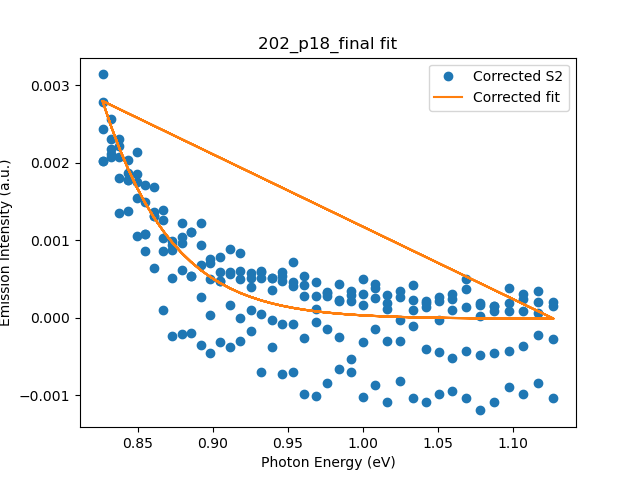 202_p18_final fit
Corrected S2
Corrected fit
0.003
0.002
0.001
0.000
−0.001
Emission Intensity (a.u.)
0.85 0.90 0.95 1.00 1.05 1.10
Photon Energy (eV)